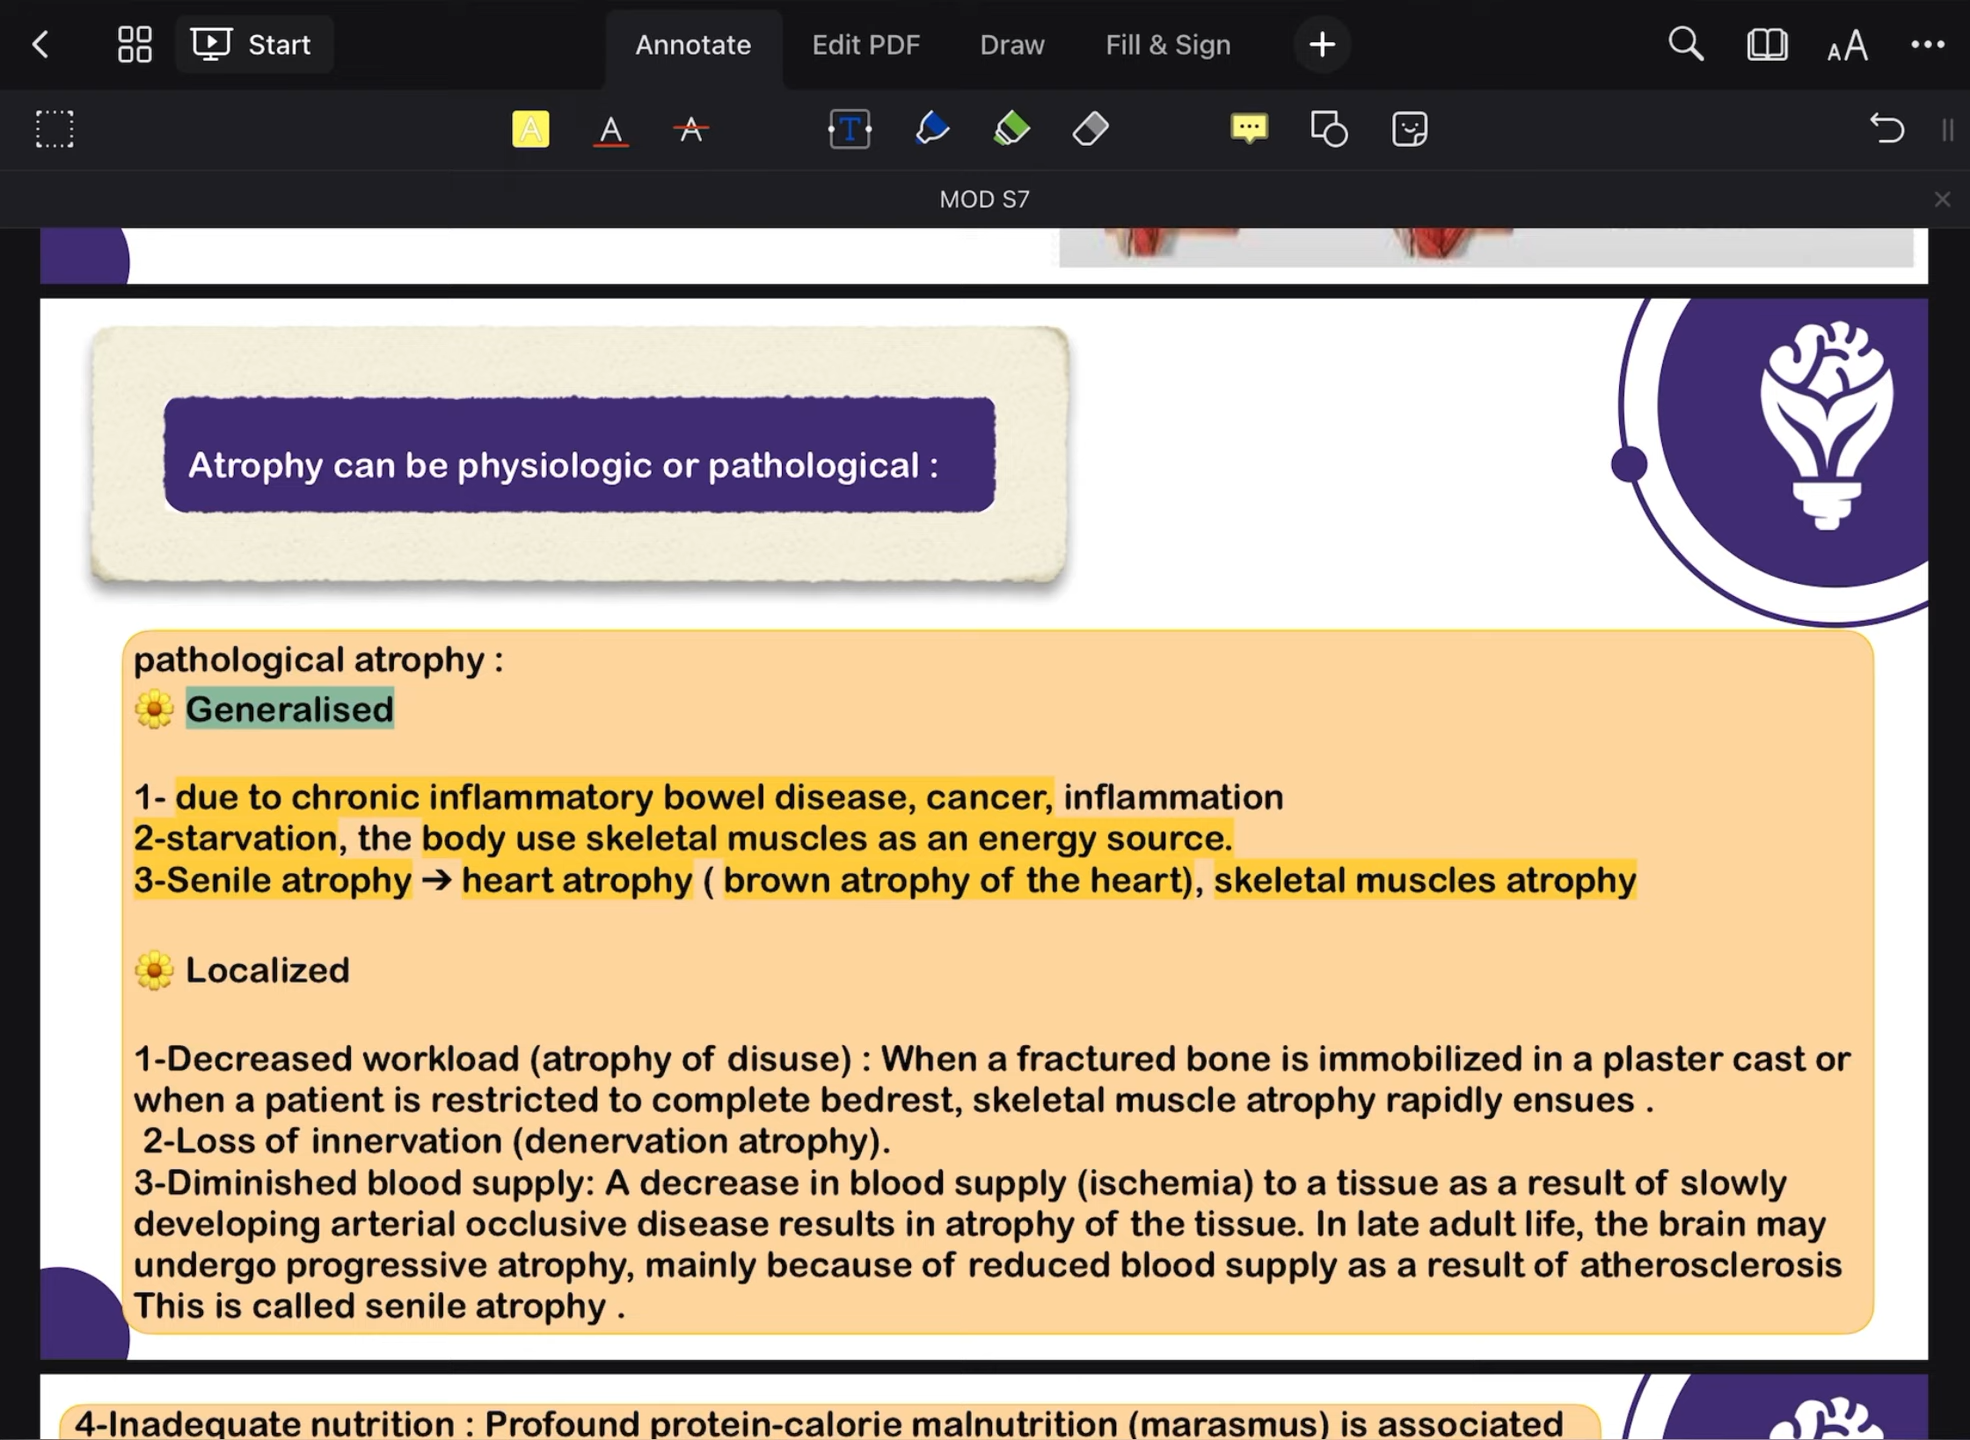 Start
Annotate
Edit PDF
Draw
Fill & Sign
AA
A
A
A
T
MOD S7
Atrophy can be physiologic or pathological :
pathological atrophy :
🌼 Generalised
1- due to chronic inflammatory bowel disease, cancer, inflammation
2-starvation, the body use skeletal muscles as an energy source.
3-Senile atrophy → heart atrophy ( brown atrophy of the heart), skeletal muscles atrophy
🌼 Localized
1-Decreased workload (atrophy of disuse) : When a fractured bone is immobilized in a plaster cast or
when a patient is restricted to complete bedrest, skeletal muscle atrophy rapidly ensues .
2-Loss of innervation (denervation atrophy).
3-Diminished blood supply: A decrease in blood supply (ischemia) to a tissue as a result of slowly
developing arterial occlusive disease results in atrophy of the tissue. In late adult life, the brain may
undergo progressive atrophy, mainly because of reduced blood supply as a result of atherosclerosis
This is called senile atrophy .
4-Inadequate nutrition : Profound protein-calorie malnutrition (marasmus) is associated